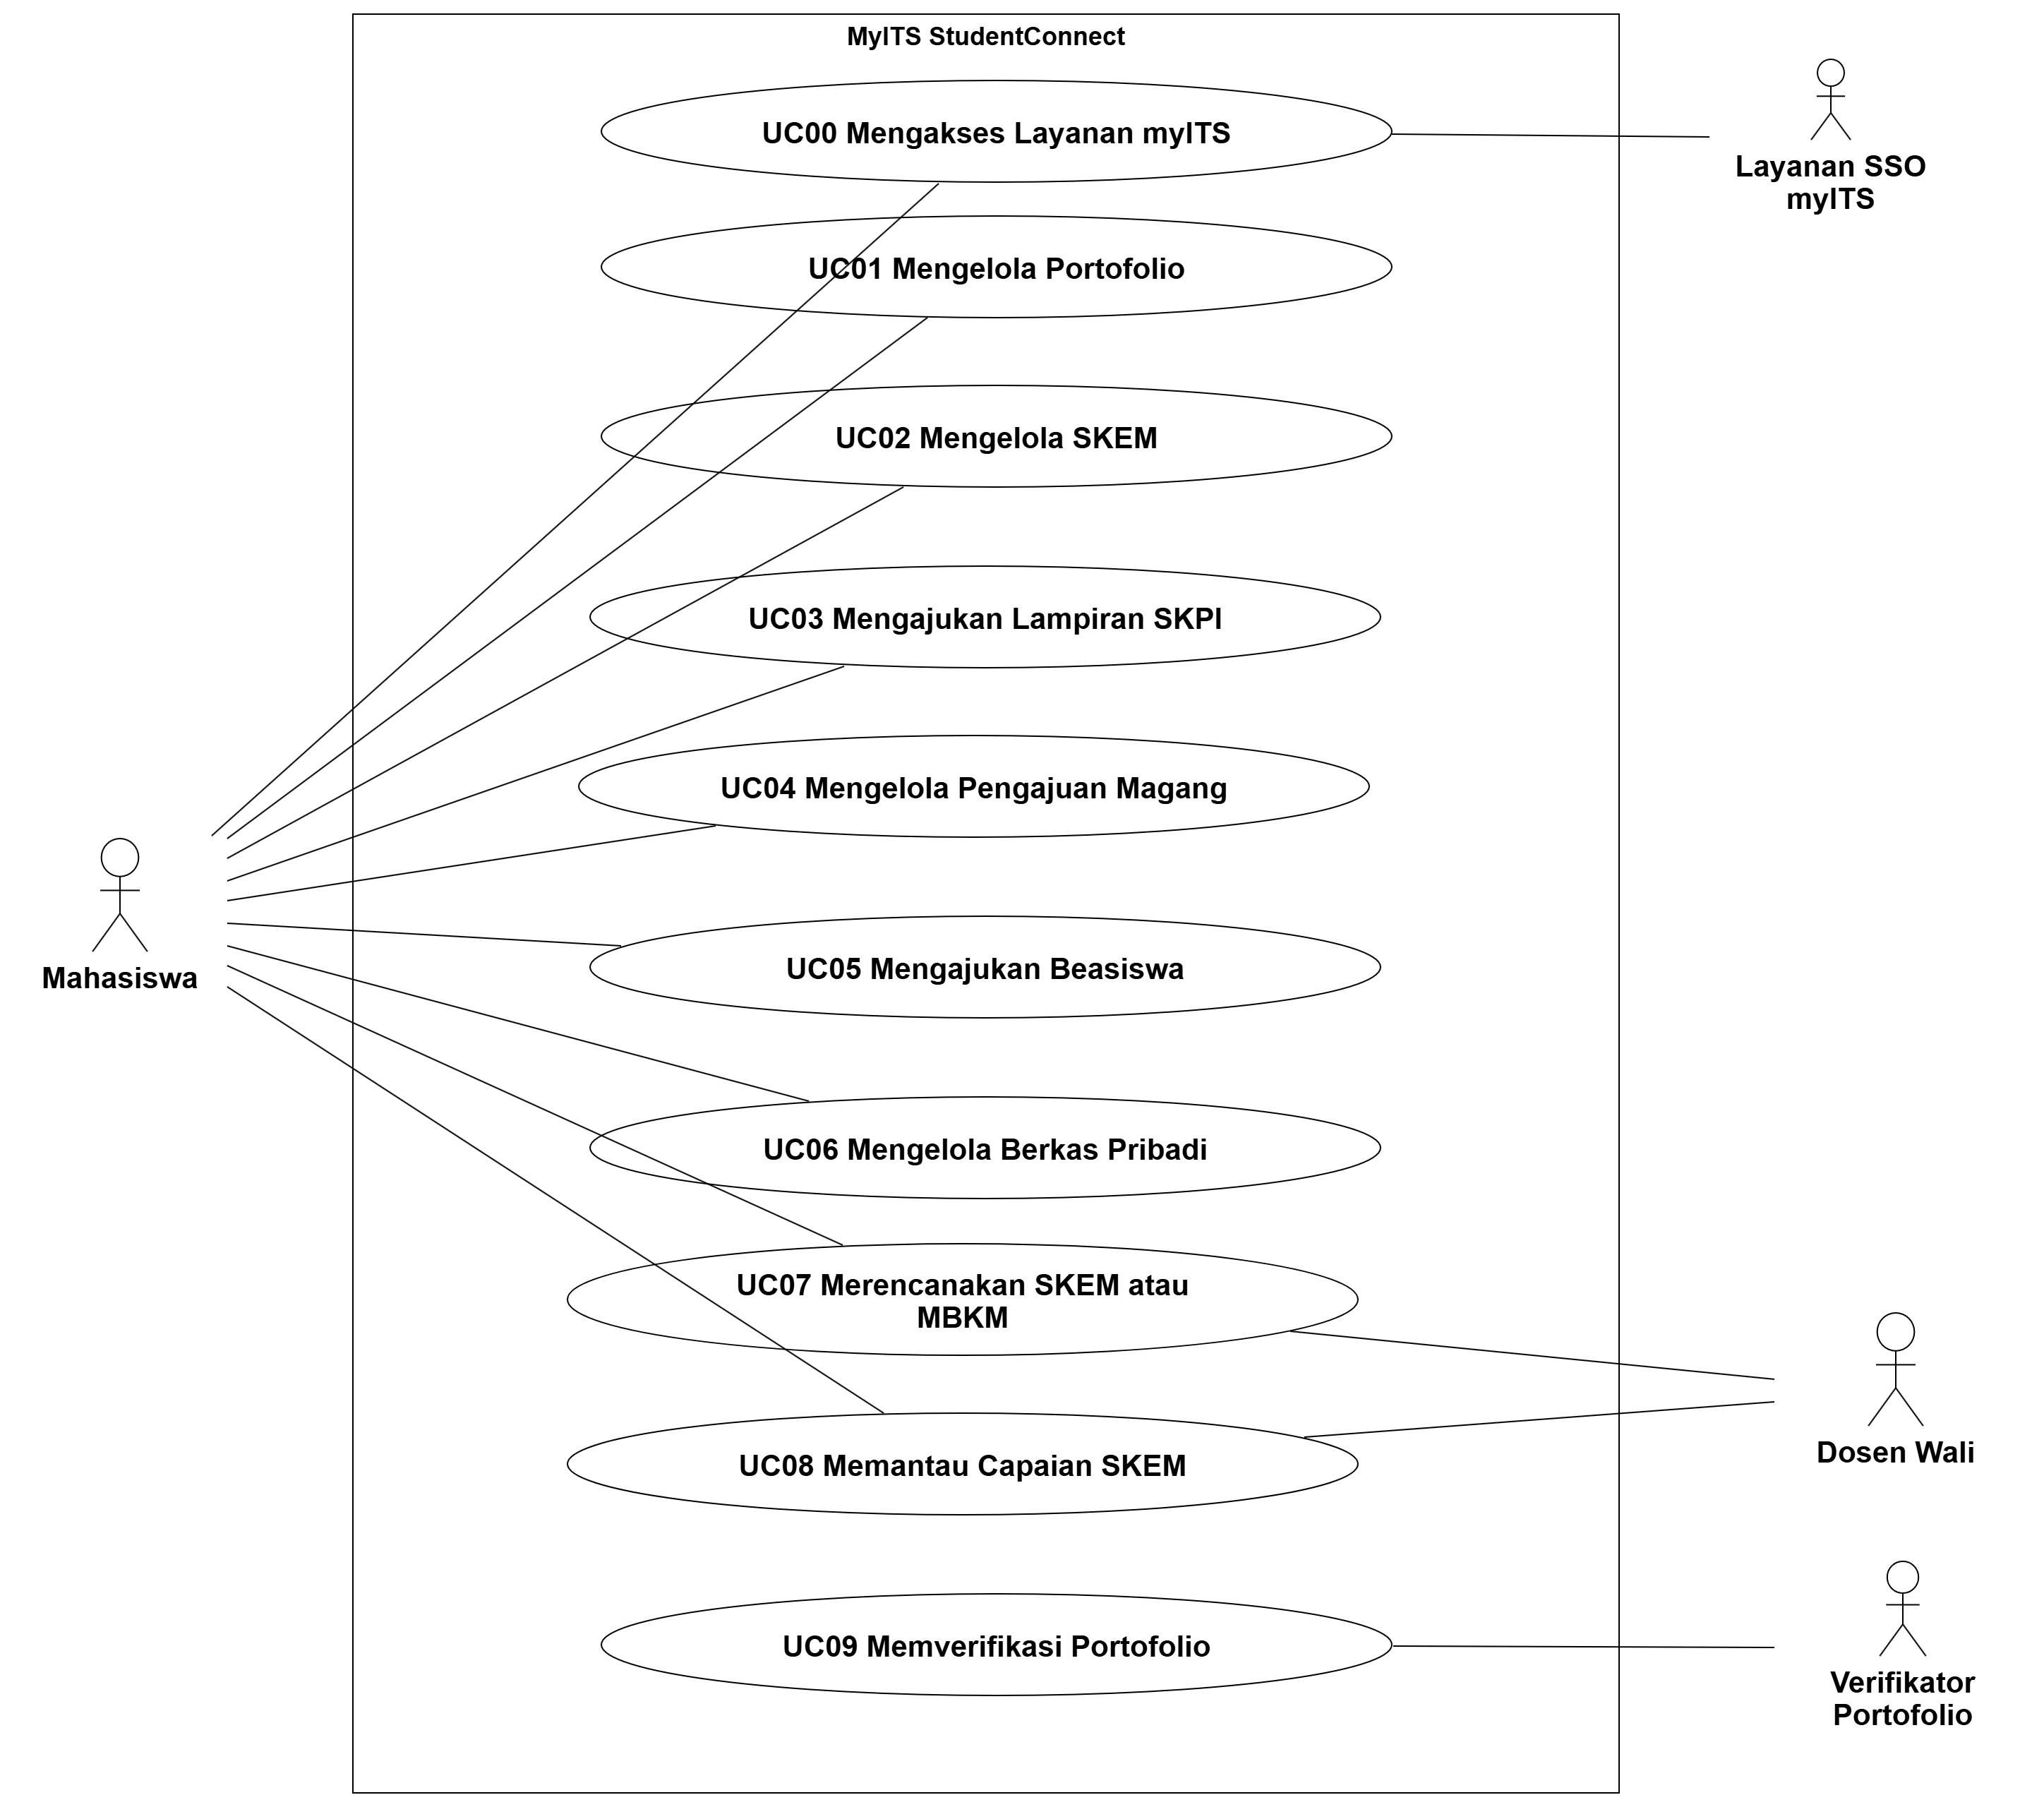 MyITS StudentConnect
UC00 Mengakses Layanan myITS
Layanan SSO
myITS
UC01 Mengelola Portofolio
UC02 Mengelola SKEM
UC03 Mengajukan Lampiran SKPI
UC04 Mengelola Pengajuan Magang
Mahasiswa
UC05 Mengajukan Beasiswa
UC06 Mengelola Berkas Pribadi
UC07 Merencanakan SKEM atau
MBKM
Dosen Wali
UC08 Memantau Capaian SKEM
UC09 Memverifikasi Portofolio
Verifikator
Portofolio